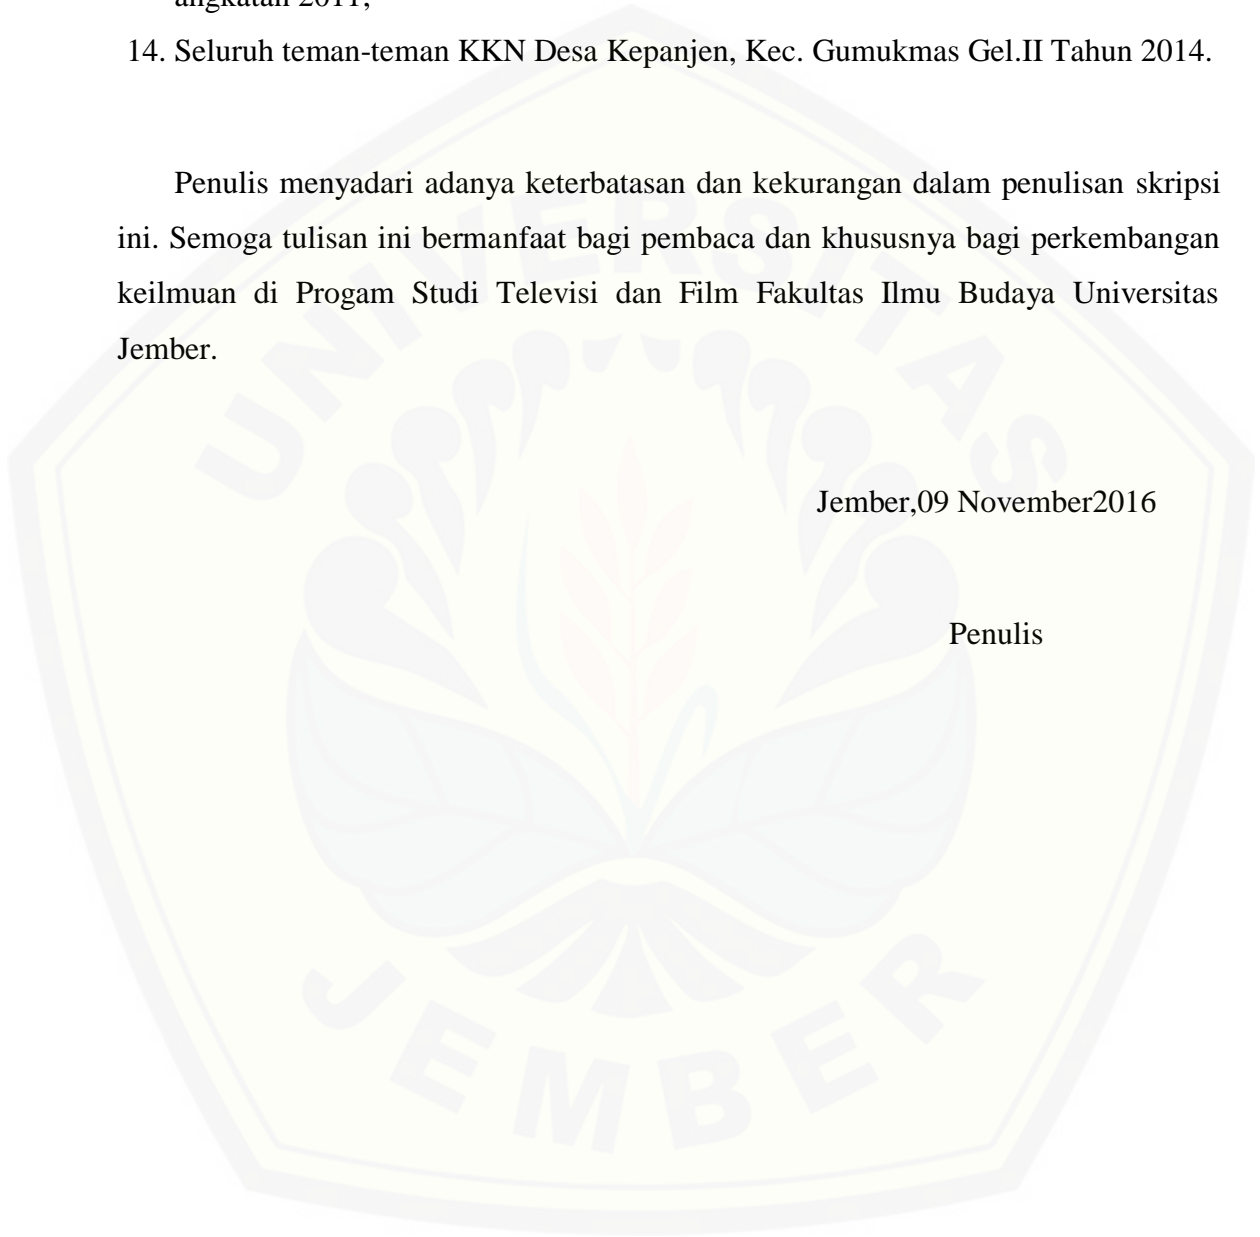 angkatan 2011;
14. Seluruh teman-teman KKN Desa Kepanjen, Kec. Gumukmas Gel.II Tahun 2014.
Penulis menyadari adanya keterbatasan dan kekurangan dalam penulisan skripsi
ini. Semoga tulisan ini bermanfaat bagi pembaca dan khususnya bagi perkembangan
keilmuan di Progam Studi Televisi dan Film Fakultas Ilmu Budaya Universitas
Jember.
Jember,09 November2016
Penulis
UNIVERSITAS
JEMBER